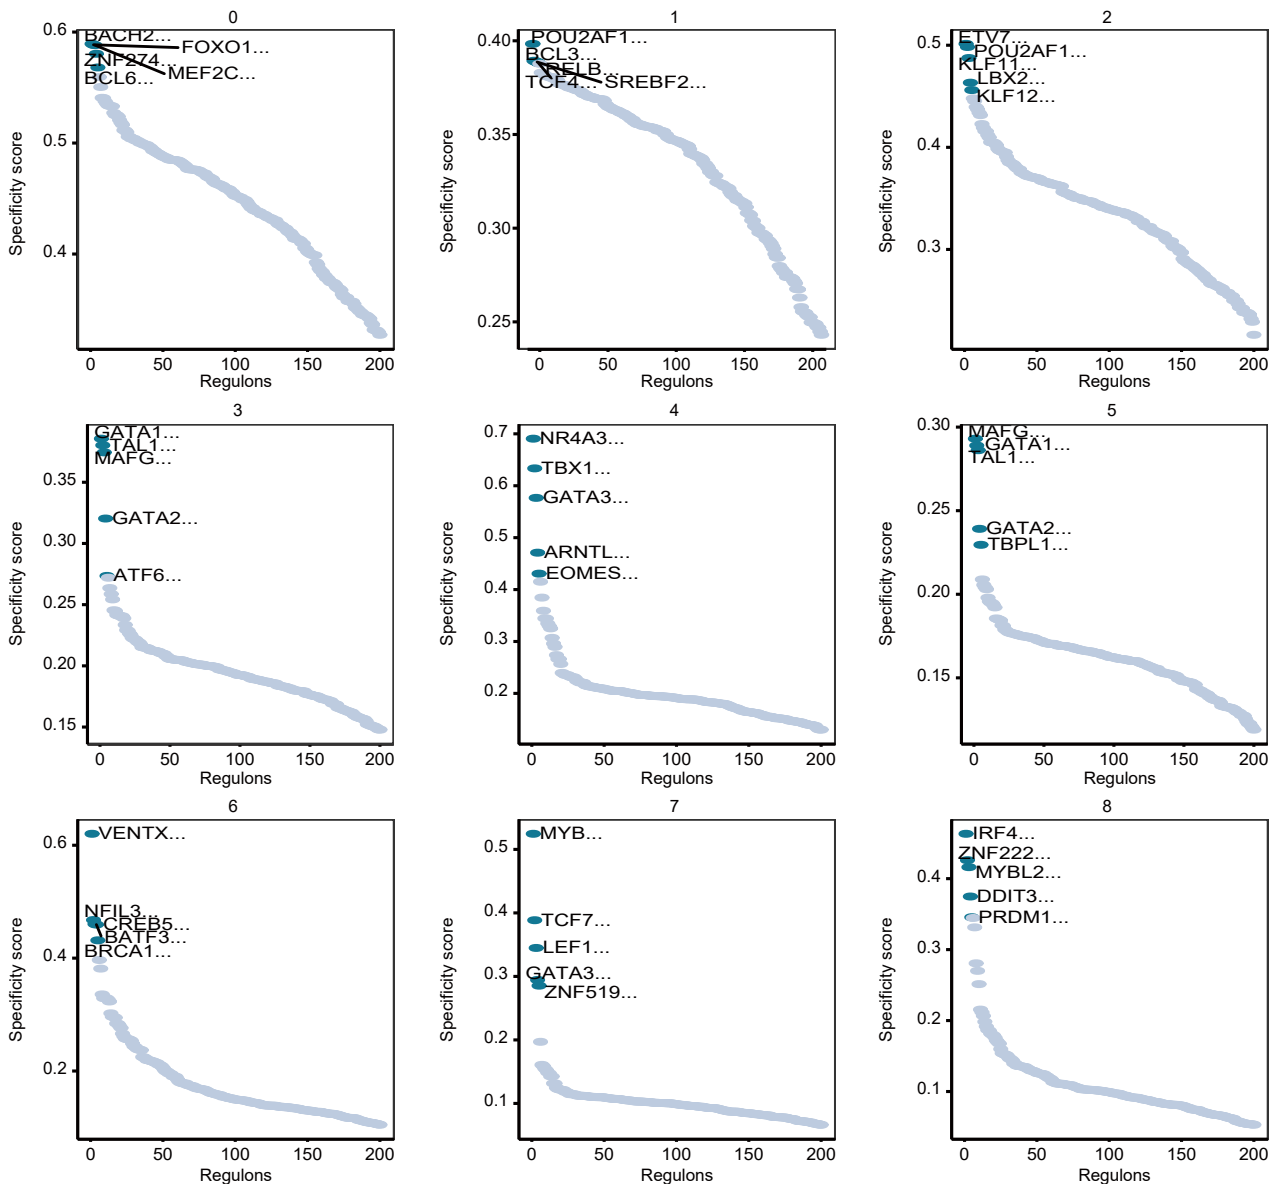 0
0.6
0.5
0.4
Specificity score
BACH2...
FOXO1...
ZNF274...
MEF2C...
BCL6...
0 50 100 150 200
Regulons
1
0.40
0.35
0.30
0.25
Specificity score
POU2AF1...
BCL3...
RELB...
TCF4...
SREBF2...
0 50 100 150 200
Regulons
2
0.5
0.4
0.3
Specificity score
ETV7...
POU2AF1...
KLF11...
LBX2...
KLF12...
0 50 100 150 200
Regulons
3
0.35
0.30
0.25
0.20
0.15
Specificity score
GATA1...
TAL1...
MAFG...
GATA2...
ATF6...
0 50 100 150 200
Regulons
4
0.7
0.6
0.5
0.4
0.3
0.2
Specificity score
NR4A3...
TBX1...
GATA3...
ARNTL...
EOMES...
0 50 100 150 200
Regulons
5
0.30
0.25
0.20
0.15
Specificity score
MAFG...
GATA1...
TAL1...
GATA2...
TBPL1...
0 50 100 150 200
Regulons
6
0.6
0.4
0.2
Specificity score
VENTX...
NFIL3...
CREB5...
BATF3...
BRCA1...
0 50 100 150 200
Regulons
7
0.5
0.4
0.3
0.2
0.1
Specificity score
MYB...
TCF7...
LEF1...
GATA3...
ZNF519...
0 50 100 150 200
Regulons
8
0.4
0.3
0.2
0.1
Specificity score
IRF4...
ZNF222...
MYBL2...
DDIT3...
PRDM1...
0 50 100 150 200
Regulons